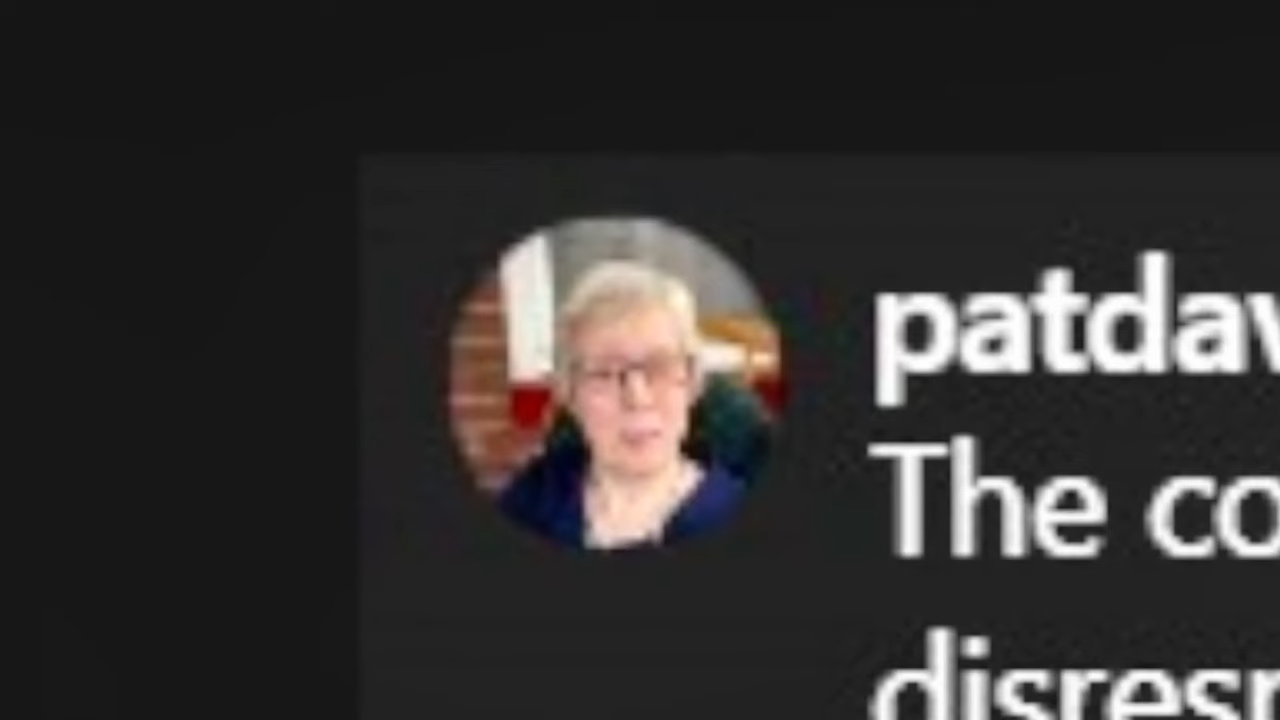 patdav
The co
disresp